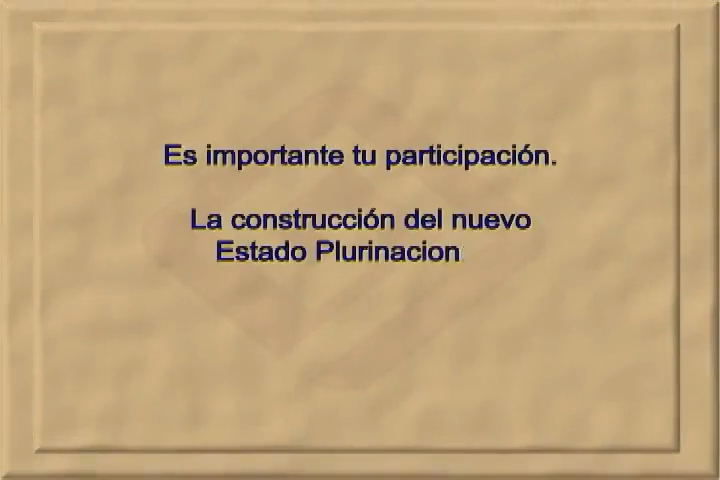 Es importante tu participación.
La construcción del nuevo
Estado Plurinacion